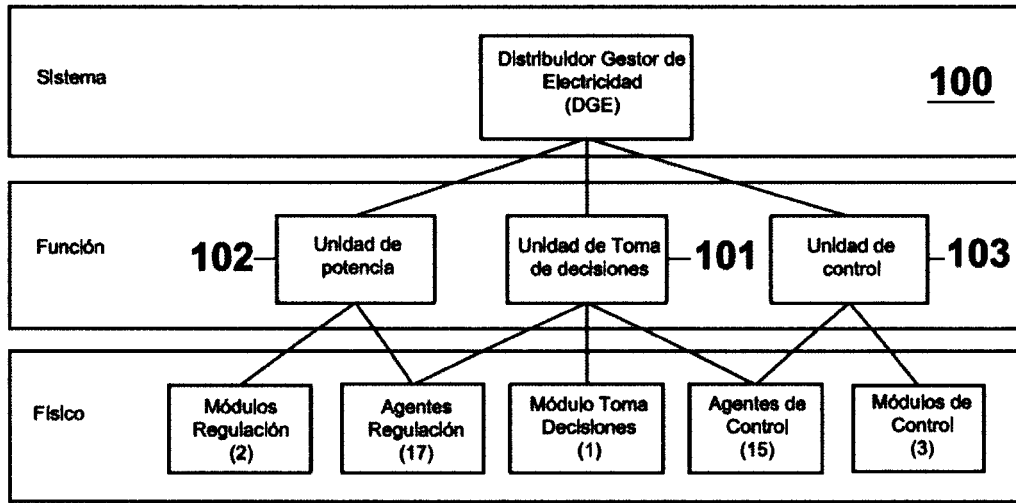 Sistema
Distribuidor Gestor de
Electricidad
(DGE)
100
Función
102
Unidad de
potencia
Unidad de Toma
de decisiones
101
Unidad de
control
103
Físico
Módulos
Regulación
(2)
Agentes
Regulación
(17)
Módulo Toma
Decisiones
(1)
Agentes de
Control
(15)
Módulos de
Control
(3)